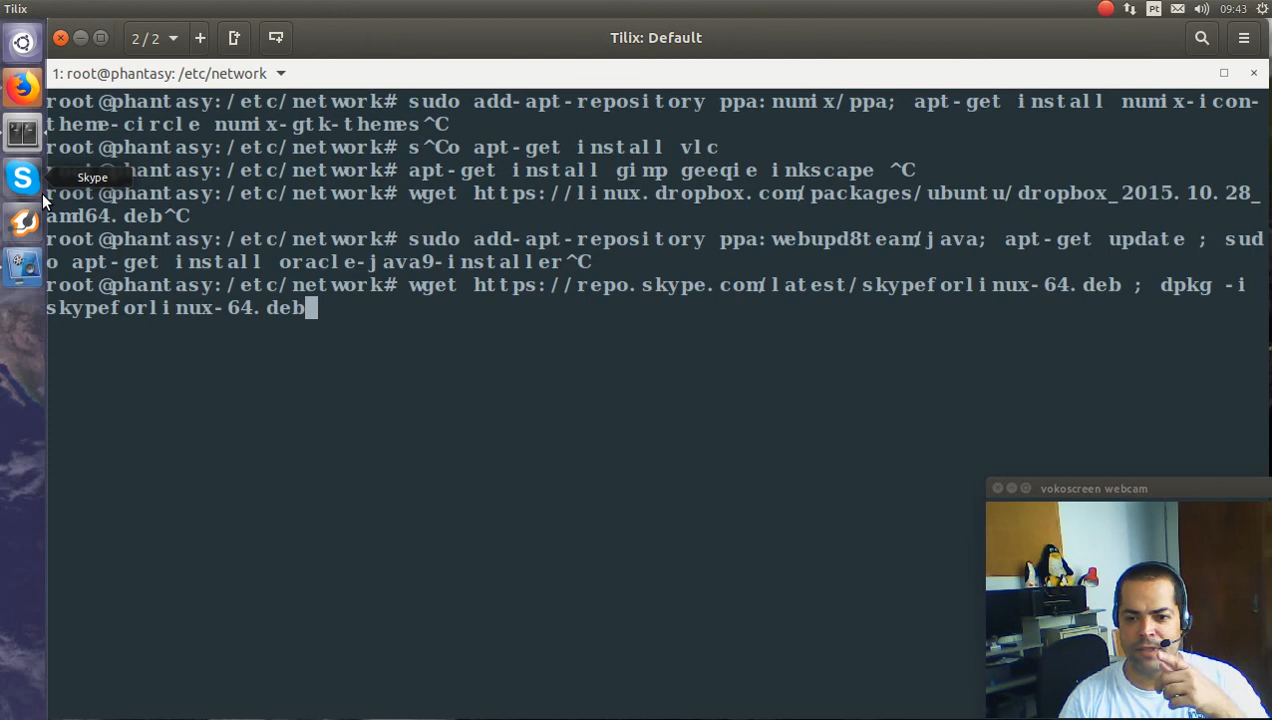 Tilix
Pt
09:43
2 / 2
Tilix: Default
1: root@phantasy: /etc/network
root@phantasy:/etc/network# sudo add-apt-repository ppa:numix/ppa; apt-get install numix-icon-
theme-circle numix-gtk-themes^C
root@phantasy:/etc/network# s^Co apt-get install vlc
root@phantasy:/etc/network# apt-get install gimp geeqie inkscape ^C
Skype
root@phantasy:/etc/network# wget https://linux.dropbox.com/packages/ubuntu/dropbox_2015.10.28_
amd64.deb^C
root@phantasy:/etc/network# sudo add-apt-repository ppa:webupd8team/java; apt-get update ; sud
o apt-get install oracle-java9-installer^C
root@phantasy:/etc/network# wget https://repo.skype.com/latest/skypeforlinux-64.deb ; dpkg -i
skypeforlinux-64.deb
vokoscreen webcam